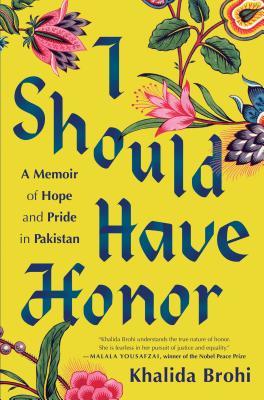 I
Should
Have
Honor
A Memoir
of Hope
and Pride
in Pakistan
"Khalida Brohi understands the true nature of honor.
She is fearless in her pursuit of justice and equality."
—MALALA YOUSAFZAI, winner of the Nobel Peace Prize
Khalida Brohi